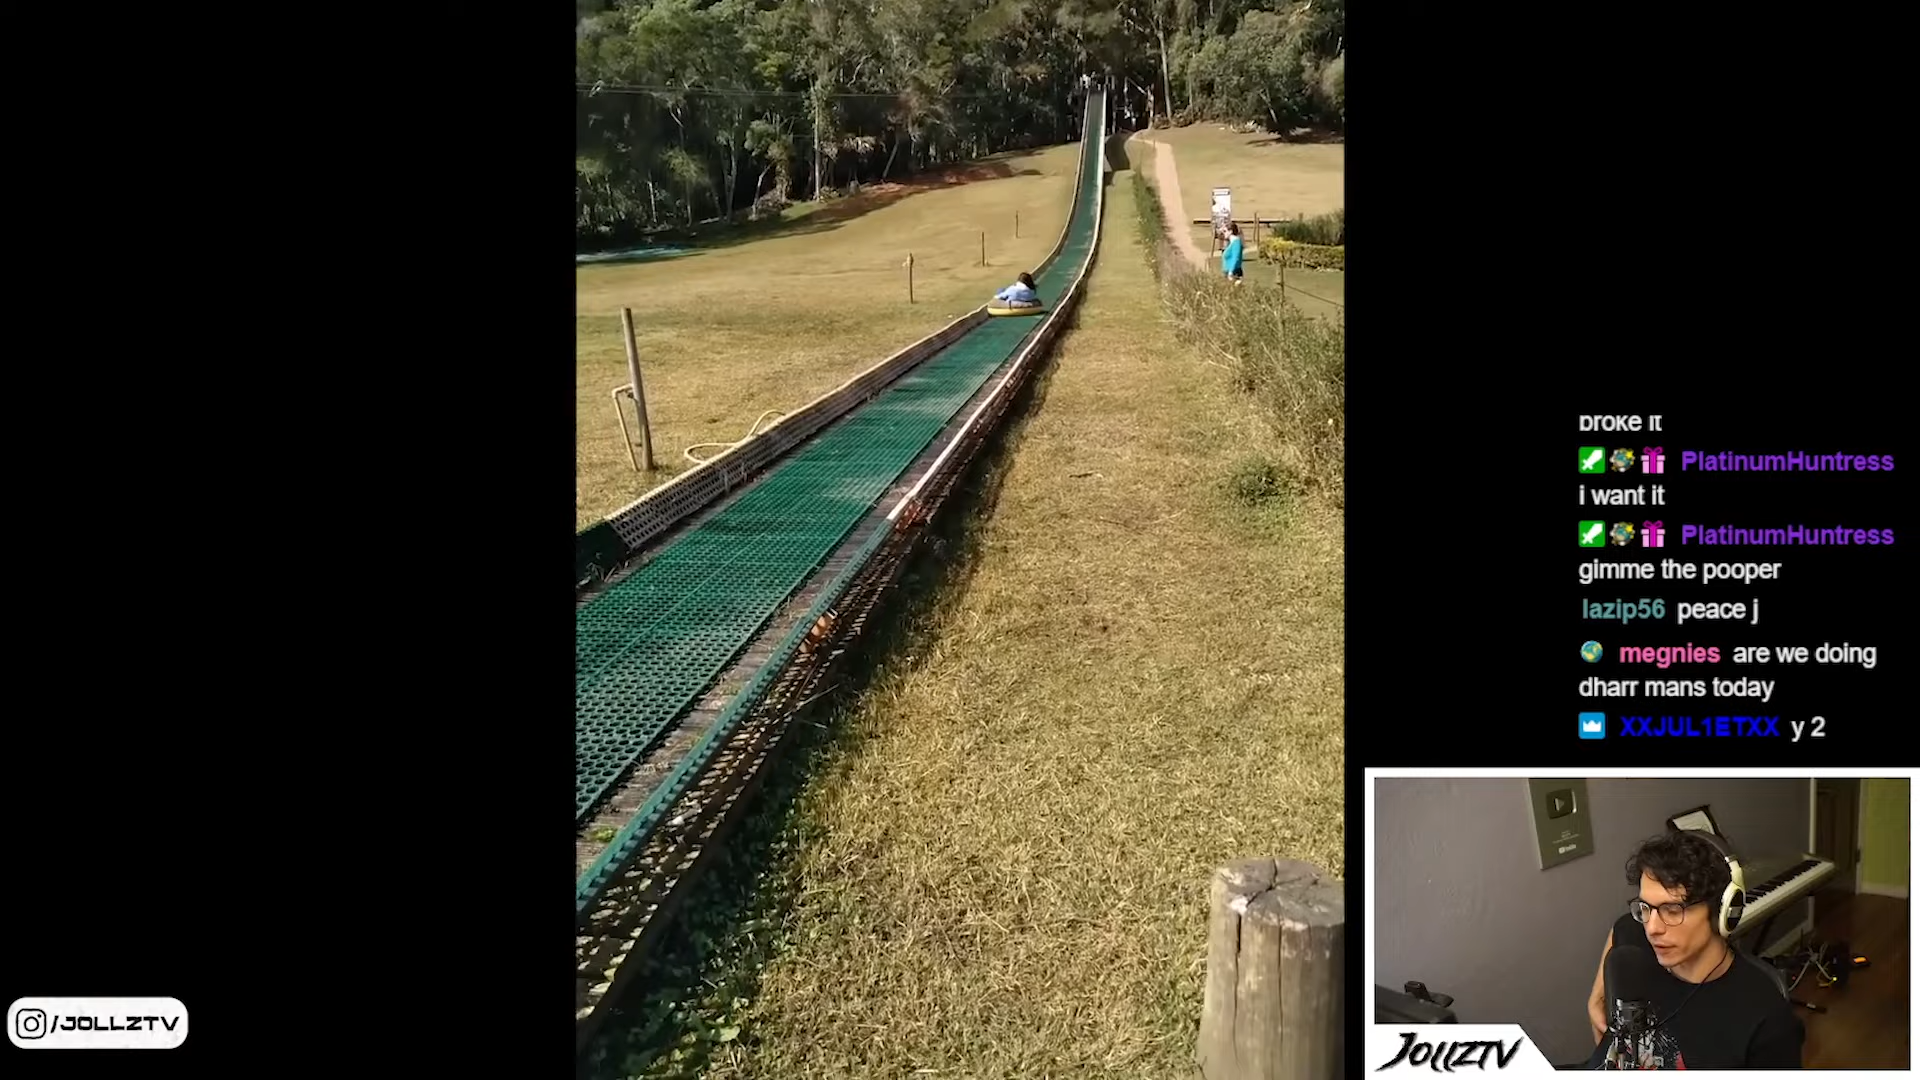 broke it
PlatinumHuntress
i want it
PlatinumHuntress
gimme the pooper
lazip56 peace j
megnies are we doing
dharr mans today
XXJUL1ETXX y 2
/JOLLZTV
JOllZTV